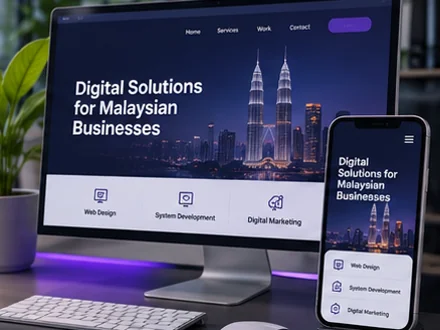 Home Services Work Contact
Digital Solutions
for Malaysian
Businesses
Web Design
System Development
Digital Marketing
Digital
Solutions for
Malaysian
Businesses
Web Design
System Development
Digital Marketing